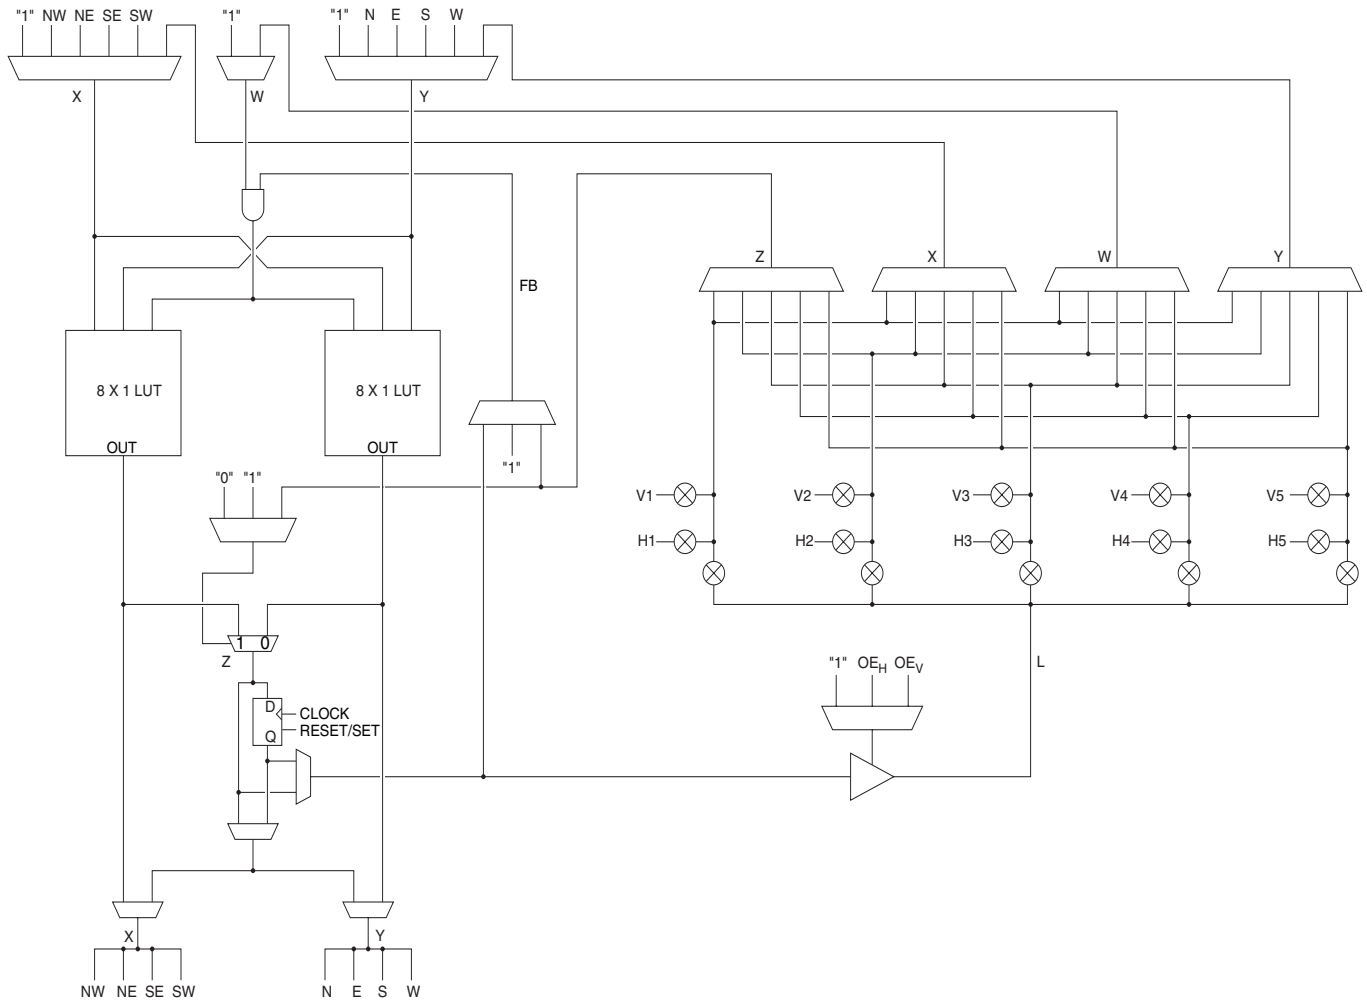 "1" NW NE SE SW "1" "1" N E S W
X W Y
Z X W Y
FB
8 X 1 LUT 8 X 1 LUT
OUT OUT
"1"
"0" "1"
V1 V2 V3 V4 V5
H1 H2 H3 H4 H5
1 0
Z
"1" OEH OEV
L
D
CLOCK
RESET/SET
Q
X Y
NW NE SE SW N E S W